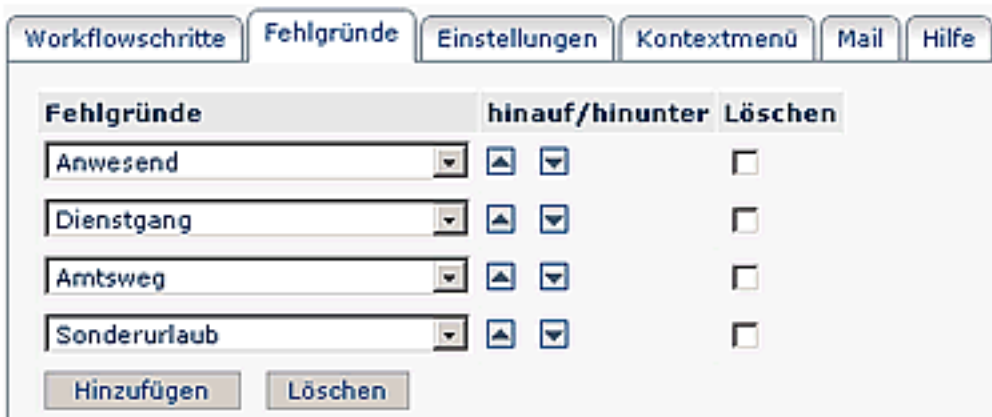 Workflowschritte Fehlgründe Einstellungen Kontextmenü Mail Hilfe
Fehlgründe hinauf/hinunter Löschen
Anwesend
Dienstgang
Amtsweg
Sonderurlaub
Hinzufügen Löschen